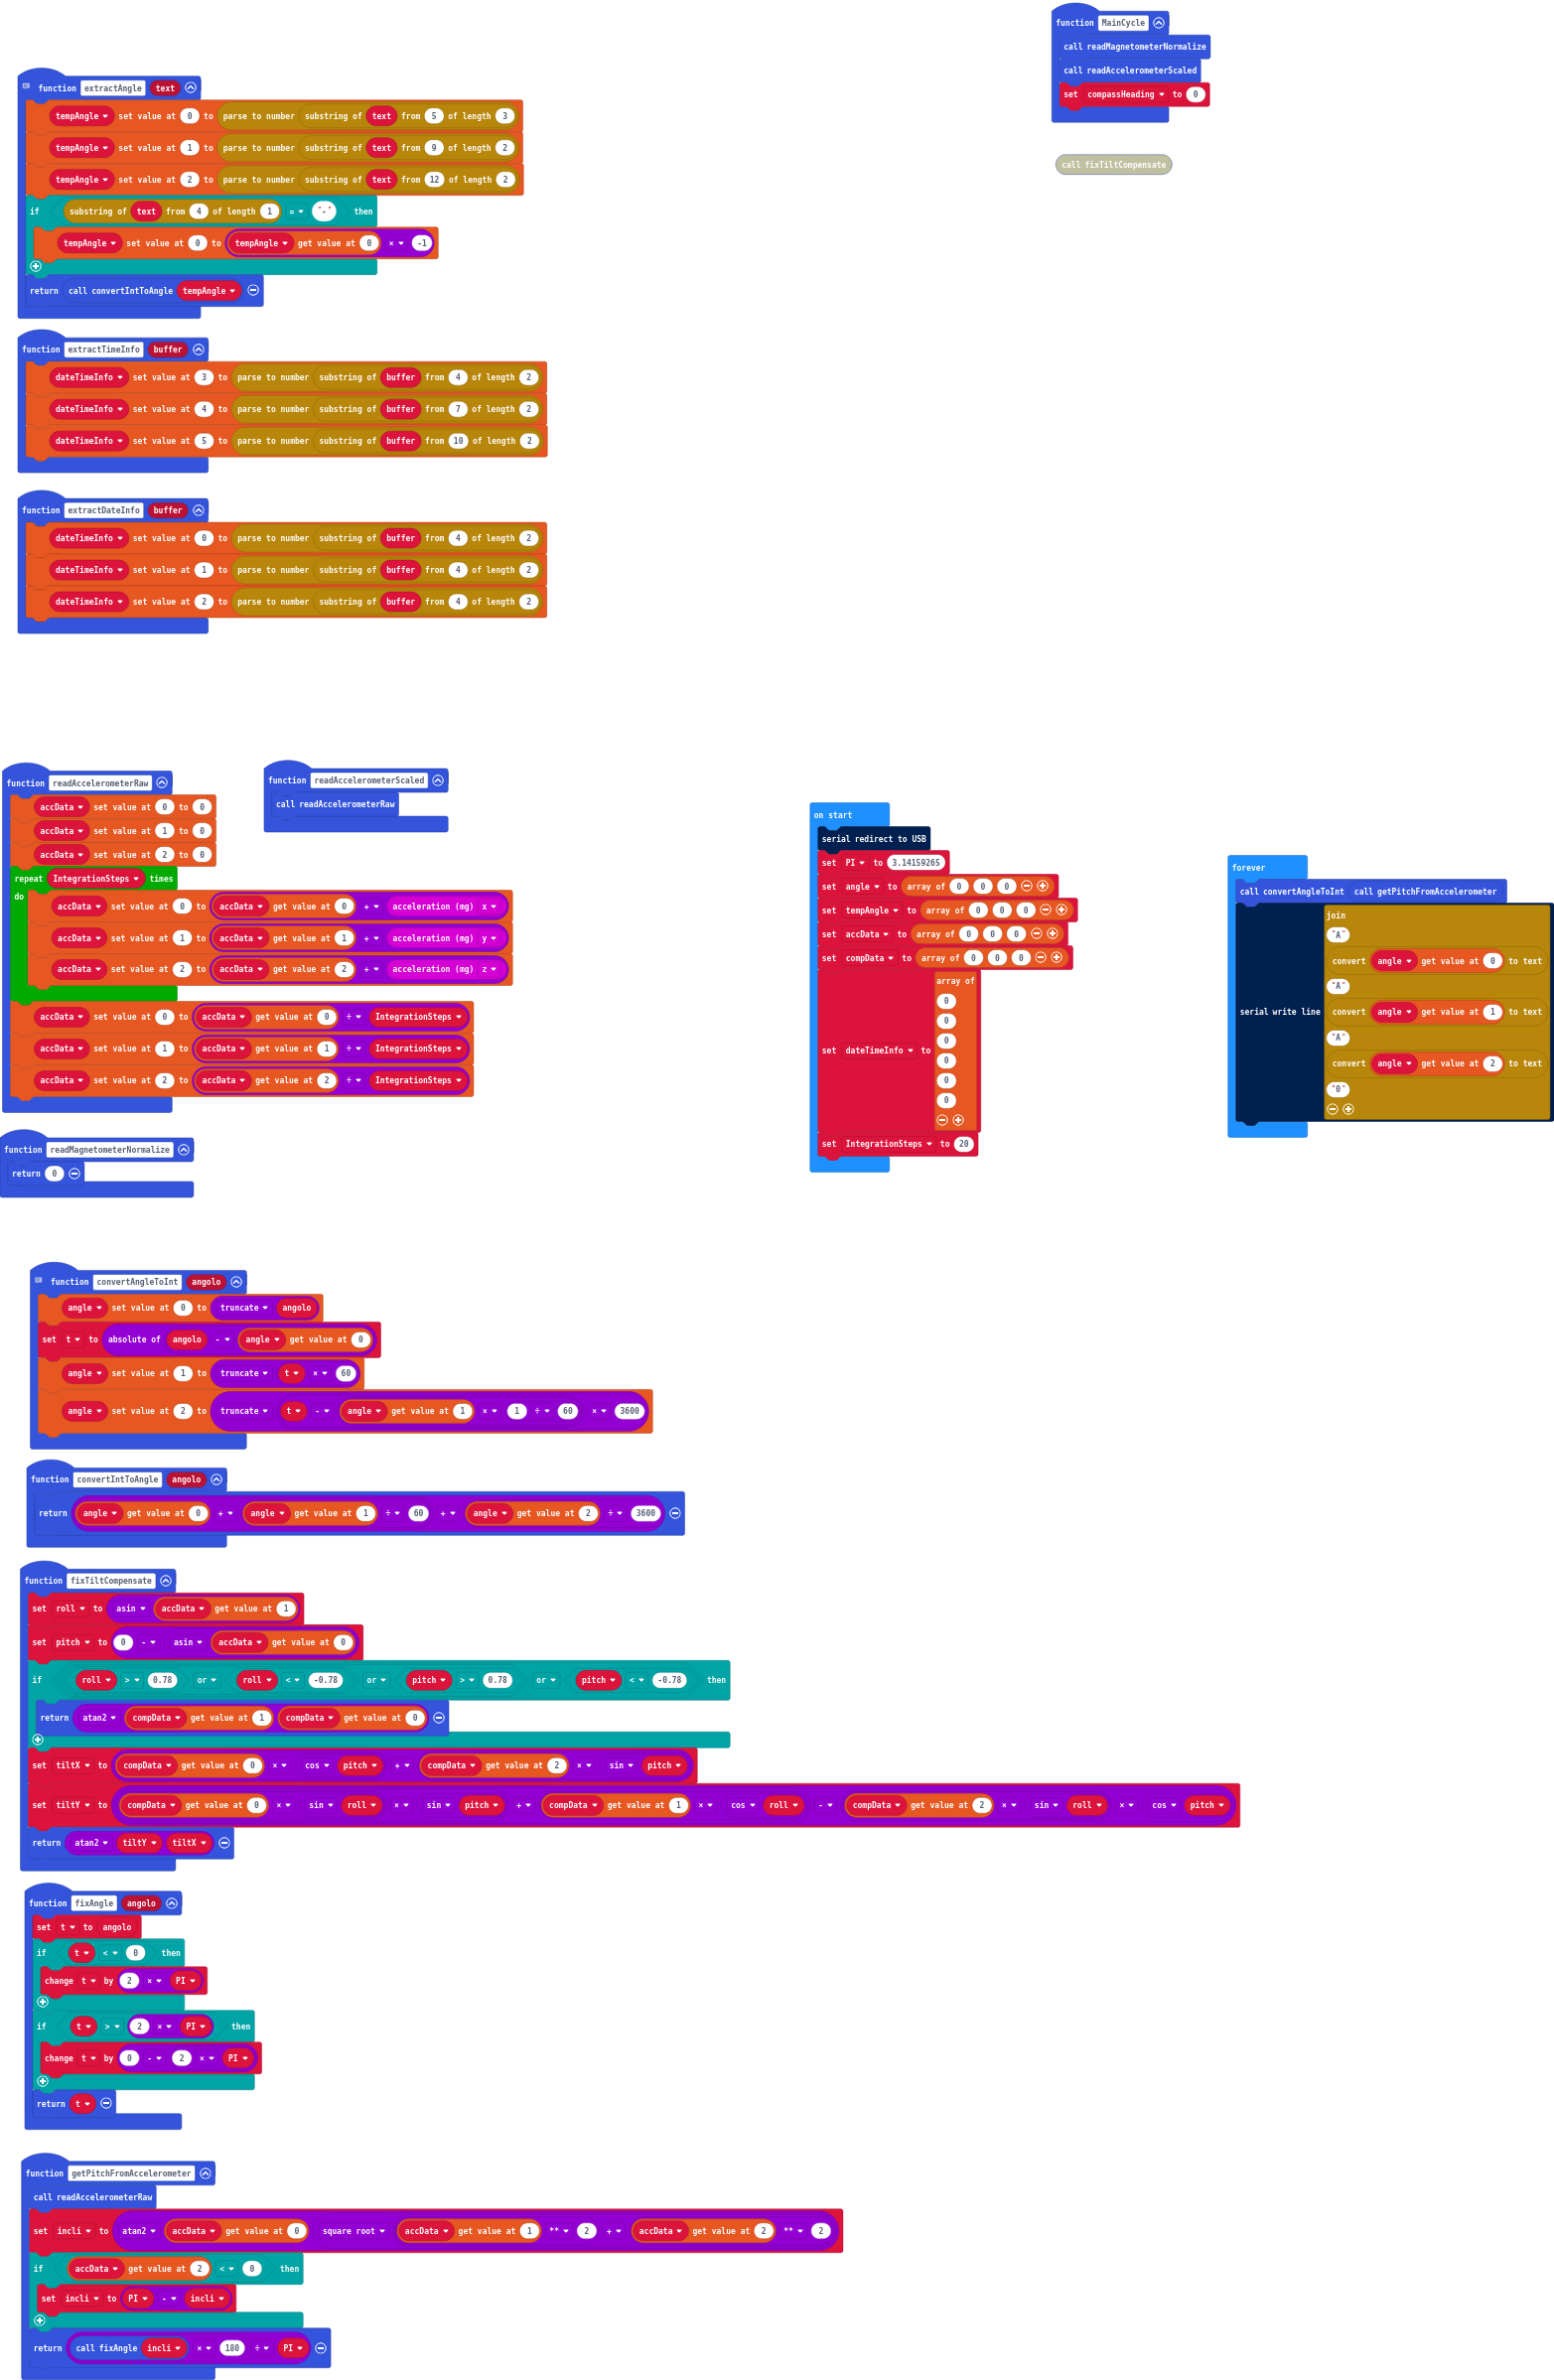 function MainCycle
call readMagnetometerNormalize
call readAccelerometerScaled
set compassHeading to 0
call fixTiltCompensate
function extractAngle text
tempAngle set value at 0 to parse to number substring of text from 5 of length 3
tempAngle set value at 1 to parse to number substring of text from 9 of length 2
tempAngle set value at 2 to parse to number substring of text from 12 of length 2
if substring of text from 4 of length 1 = "-" then
tempAngle set value at 0 to tempAngle get value at 0 × -1
return call convertIntToAngle tempAngle
function extractTimeInfo buffer
dateTimeInfo set value at 3 to parse to number substring of buffer from 4 of length 2
dateTimeInfo set value at 4 to parse to number substring of buffer from 7 of length 2
dateTimeInfo set value at 5 to parse to number substring of buffer from 10 of length 2
function extractDateInfo buffer
dateTimeInfo set value at 0 to parse to number substring of buffer from 4 of length 2
dateTimeInfo set value at 1 to parse to number substring of buffer from 4 of length 2
dateTimeInfo set value at 2 to parse to number substring of buffer from 4 of length 2
function readAccelerometerRaw
accData set value at 0 to 0
accData set value at 1 to 0
accData set value at 2 to 0
repeat IntegrationSteps times
do
accData set value at 0 to accData get value at 0 + acceleration (mg) x
accData set value at 1 to accData get value at 1 + acceleration (mg) y
accData set value at 2 to accData get value at 2 + acceleration (mg) z
accData set value at 0 to accData get value at 0 ÷ IntegrationSteps
accData set value at 1 to accData get value at 1 ÷ IntegrationSteps
accData set value at 2 to accData get value at 2 ÷ IntegrationSteps
function readAccelerometerScaled
call readAccelerometerRaw
function readMagnetometerNormalize
return 0
on start
serial redirect to USB
set PI to 3.14159265
set angle to array of 0 0 0
set tempAngle to array of 0 0 0
set accData to array of 0 0 0
set compData to array of 0 0 0
array of
0
0
0
set dateTimeInfo to
0
0
0
set IntegrationSteps to 20
forever
call convertAngleToInt call getPitchFromAccelerometer
join
"A"
convert angle get value at 0 to text
"A"
serial write line convert angle get value at 1 to text
"A"
convert angle get value at 2 to text
"0"
function convertAngleToInt angolo
angle set value at 0 to truncate angolo
set t to absolute of angolo - angle get value at 0
angle set value at 1 to truncate t × 60
angle set value at 2 to truncate t - angle get value at 1 × 1 ÷ 60 × 3600
function convertIntToAngle angolo
return angle get value at 0 + angle get value at 1 ÷ 60 + angle get value at 2 ÷ 3600
function fixTiltCompensate
set roll to asin accData get value at 1
set pitch to 0 - asin accData get value at 0
if roll > 0.78 or roll < -0.78 or pitch > 0.78 or pitch < -0.78 then
return atan2 compData get value at 1 compData get value at 0
set tiltX to compData get value at 0 × cos pitch + compData get value at 2 × sin pitch
set tiltY to compData get value at 0 × sin roll × sin pitch + compData get value at 1 × cos roll - compData get value at 2 × sin roll × cos pitch
return atan2 tiltY tiltX
function fixAngle angolo
set t to angolo
if t < 0 then
change t by 2 × PI
if t > 2 × PI then
change t by 0 - 2 × PI
return t
function getPitchFromAccelerometer
call readAccelerometerRaw
set incli to atan2 accData get value at 0 square root accData get value at 1 ** 2 + accData get value at 2 ** 2
if accData get value at 2 < 0 then
set incli to PI - incli
return call fixAngle incli × 180 ÷ PI